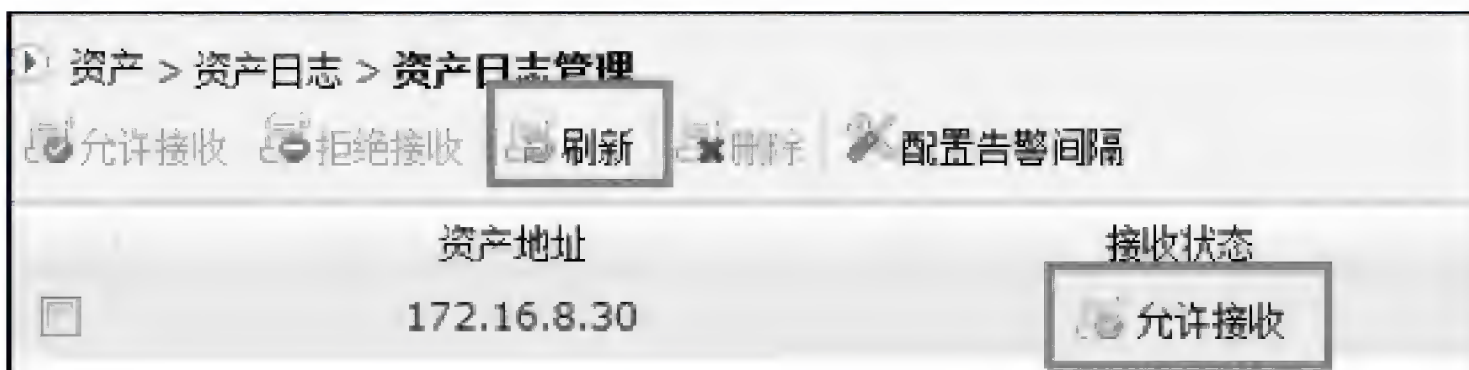 资产 > 资产日志 > 资产日志管理
允许接收 拒绝接收 刷新 删除 配置告警间隔
资产地址 接收状态
172.16.8.30 允许接收